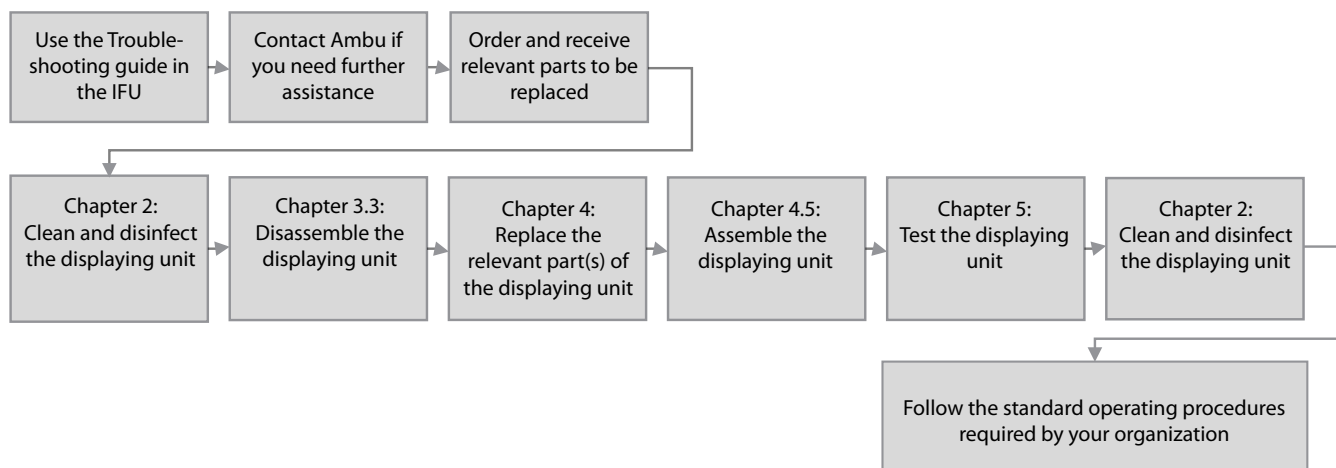 Use the Trouble-
shooting guide in
the IFU
Contact Ambu if
you need further
assistance
Order and receive
relevant parts to be
replaced
Chapter 2:
Clean and disinfect
the displaying unit
Chapter 3.3:
Disassemble the
displaying unit
Chapter 4:
Replace the
relevant part(s) of
the displaying unit
Chapter 4.5:
Assemble the
displaying unit
Chapter 5:
Test the displaying
unit
Chapter 2:
Clean and disinfect
the displaying unit
Follow the standard operating procedures
required by your organization